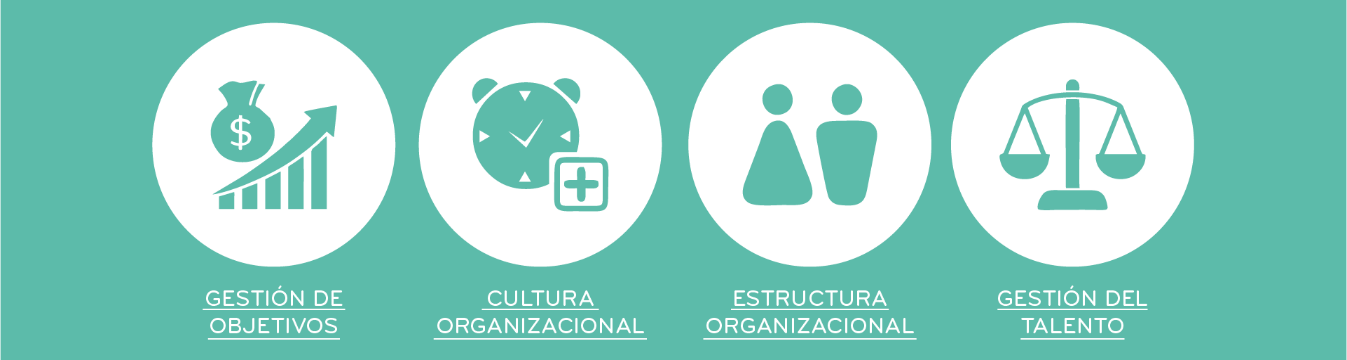 $
GESTIÓN DE
OBJETIVOS
CULTURA
ORGANIZACIONAL
ESTRUCTURA
ORGANIZACIONAL
GESTIÓN DEL
TALENTO